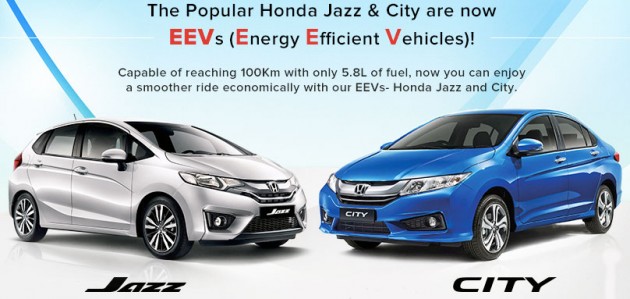 The Popular Honda Jazz & City are now
EEVs (Energy Efficient Vehicles)!
Capable of reaching 100Km with only 5.8L of fuel, now you can enjoy
a smoother ride economically with our EEVs- Honda Jazz and City.
Jazz
CITY
Jazz
CITY